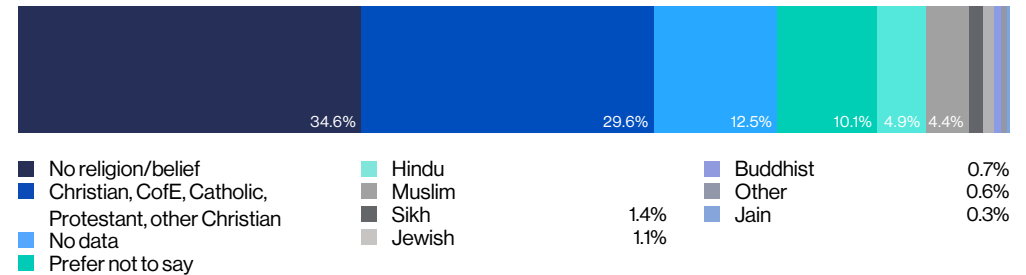 34.6%
29.6%
12.5%
10.1%
4.9%
4.4%
No religion/belief
Christian, CofE, Catholic,
Protestant, other Christian
No data
Prefer not to say
Hindu
Muslim
Sikh 1.4%
Jewish 1.1%
Buddhist 0.7%
Other 0.6%
Jain 0.3%